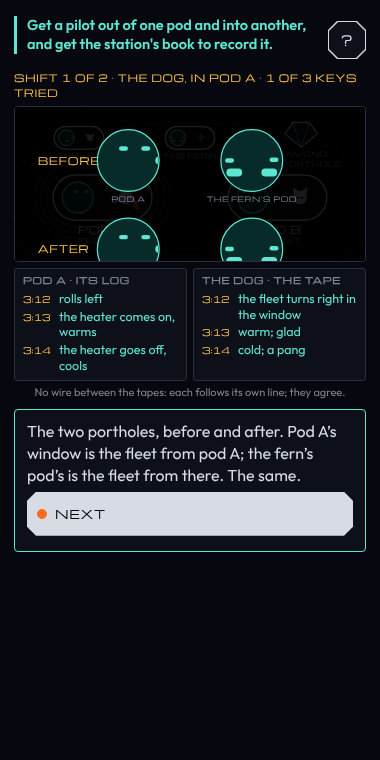 Get a pilot out of one pod and into another,
and get the station's book to record it.
?
SHIFT 1 OF 2 · THE DOG, IN POD A · 1 OF 3 KEYS
TRIED
BEFORE
POD A
THE FERN'S POD
AFTER
POD A · ITS LOG
3:12 rolls left
3:13 the heater comes on,
warms
3:14 the heater goes off,
cools
THE DOG · THE TAPE
3:12 the fleet turns right in
the window
3:13 warm; glad
3:14 cold; a pang
No wire between the tapes: each follows its own line; they agree.
The two portholes, before and after. Pod A's
window is the fleet from pod A; the fern's
pod's is the fleet from there. The same.
NEXT